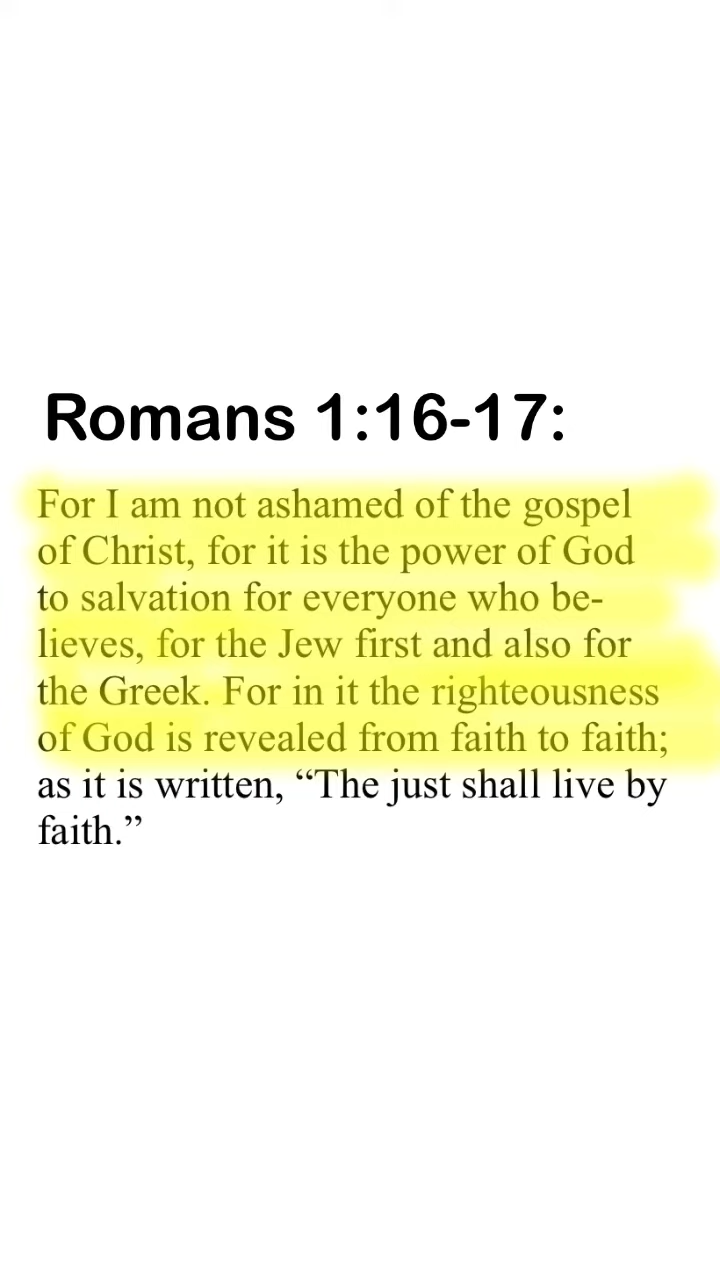 Romans 1:16-17:
For I am not ashamed of the gospel
of Christ, for it is the power of God
to salvation for everyone who be-
lieves, for the Jew first and also for
the Greek. For in it the righteousness
of God is revealed from faith to faith;
as it is written, “The just shall live by
faith.”